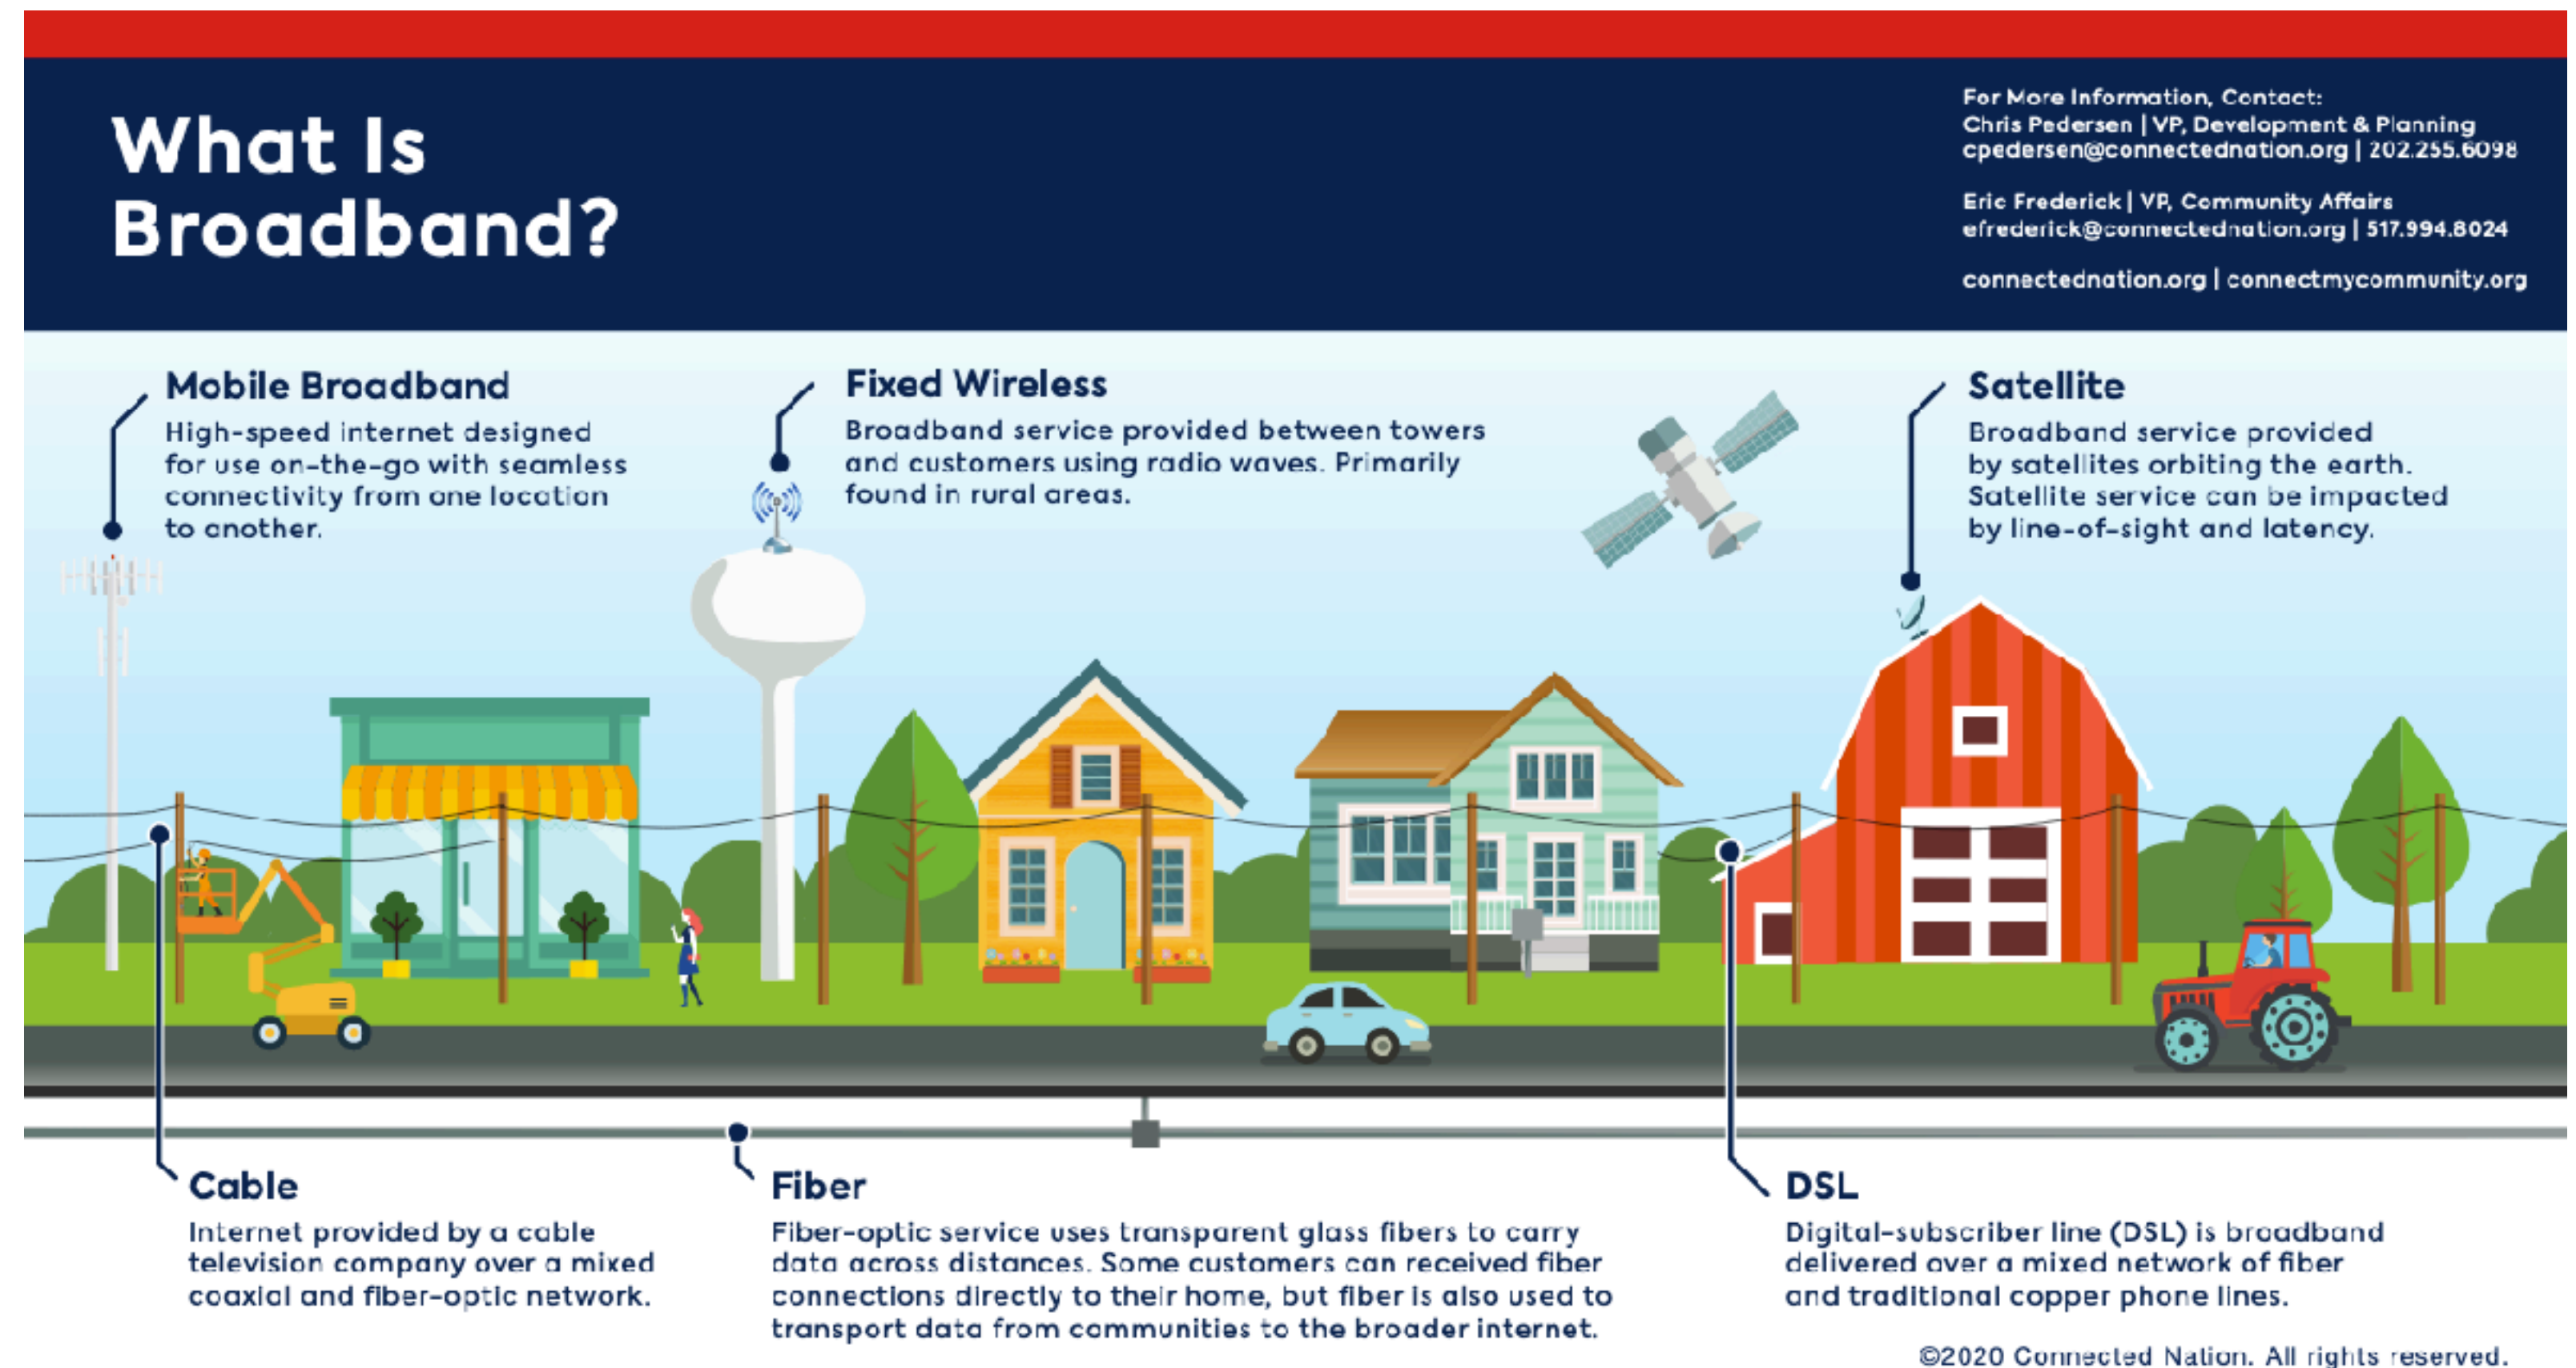 What Is
Broadband?
For More Information, Contact:
Chris Pedersen | VP, Development & Planning
cpedersen@connectednation.org | 202.255.6098
Eric Frederick | VP, Community Affairs
efrederick@connectednation.org | 517.994.8024
connectednation.org | connectmycommunity.org
Mobile Broadband
High-speed internet designed
for use on-the-go with seamless
connectivity from one location
to another.
Fixed Wireless
Broadband service provided between towers
and customers using radio waves. Primarily
found in rural areas.
Satellite
Broadband service provided
by satellites orbiting the earth.
Satellite service can be impacted
by line-of-sight and latency.
Cable
Internet provided by a cable
television company over a mixed
coaxial and fiber-optic network.
Fiber
Fiber-optic service uses transparent glass fibers to carry
data across distances. Some customers can received fiber
connections directly to their home, but fiber is also used to
transport data from communities to the broader internet.
DSL
Digital-subscriber line (DSL) is broadband
delivered over a mixed network of fiber
and traditional copper phone lines.
©2020 Connected Nation. All rights reserved.